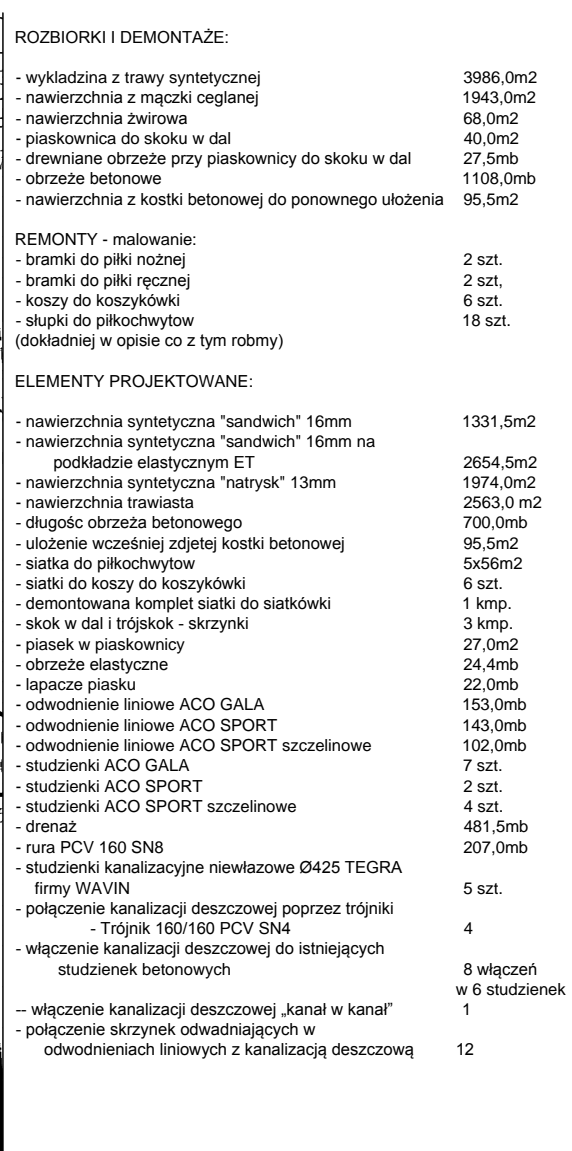 ROZBIORKI I DEMONTAŻE:
- wykladzina z trawy syntetycznej 3986,0m2
- nawierzchnia z mączki ceglanej 1943,0m2
- nawierzchnia żwirowa 68,0m2
- piaskownica do skoku w dal 40,0m2
- drewniane obrzeże przy piaskownicy do skoku w dal 27,5mb
- obrzeże betonowe 1108,0mb
- nawierzchnia z kostki betonowej do ponownego ułożenia 95,5m2
REMONTY - malowanie:
- bramki do piłki nożnej 2 szt.
- bramki do piłki ręcznej 2 szt,
- koszy do koszykówki 6 szt.
- słupki do piłkochwytow 18 szt.
(dokładniej w opisie co z tym robmy)
ELEMENTY PROJEKTOWANE:
- nawierzchnia syntetyczna "sandwich" 16mm 1331,5m2
- nawierzchnia syntetyczna "sandwich" 16mm na
podkładzie elastycznym ET 2654,5m2
- nawierzchnia syntetyczna "natrysk" 13mm 1974,0m2
- nawierzchnia trawiasta 2563,0 m2
- długośc obrzeża betonowego 700,0mb
- ulożenie wcześniej zdjetej kostki betonowej 95,5m2
- siatka do piłkochwytow 5x56m2
- siatki do koszy do koszykówki 6 szt.
- demontowana komplet siatki do siatkówki 1 kmp.
- skok w dal i trójskok - skrzynki 3 kmp.
- piasek w piaskownicy 27,0m2
- obrzeże elastyczne 24,4mb
- lapacze piasku 22,0mb
- odwodnienie liniowe ACO GALA 153,0mb
- odwodnienie liniowe ACO SPORT 143,0mb
- odwodnienie liniowe ACO SPORT szczelinowe 102,0mb
- studzienki ACO GALA 7 szt.
- studzienki ACO SPORT 2 szt.
- studzienki ACO SPORT szczelinowe 4 szt.
- drenaż 481,5mb
- rura PCV 160 SN8 207,0mb
- studzienki kanalizacyjne niewłazowe Ø425 TEGRA
firmy WAVIN 5 szt.
- połączenie kanalizacji deszczowej poprzez trójniki
- Trójnik 160/160 PCV SN4 4
- włączenie kanalizacji deszczowej do istniejących
studzienek betonowych 8 włączeń
w 6 studzienek
-- włączenie kanalizacji deszczowej „kanał w kanał” 1
- połączenie skrzynek odwadniających w
odwodnieniach liniowych z kanalizacją deszczową 12